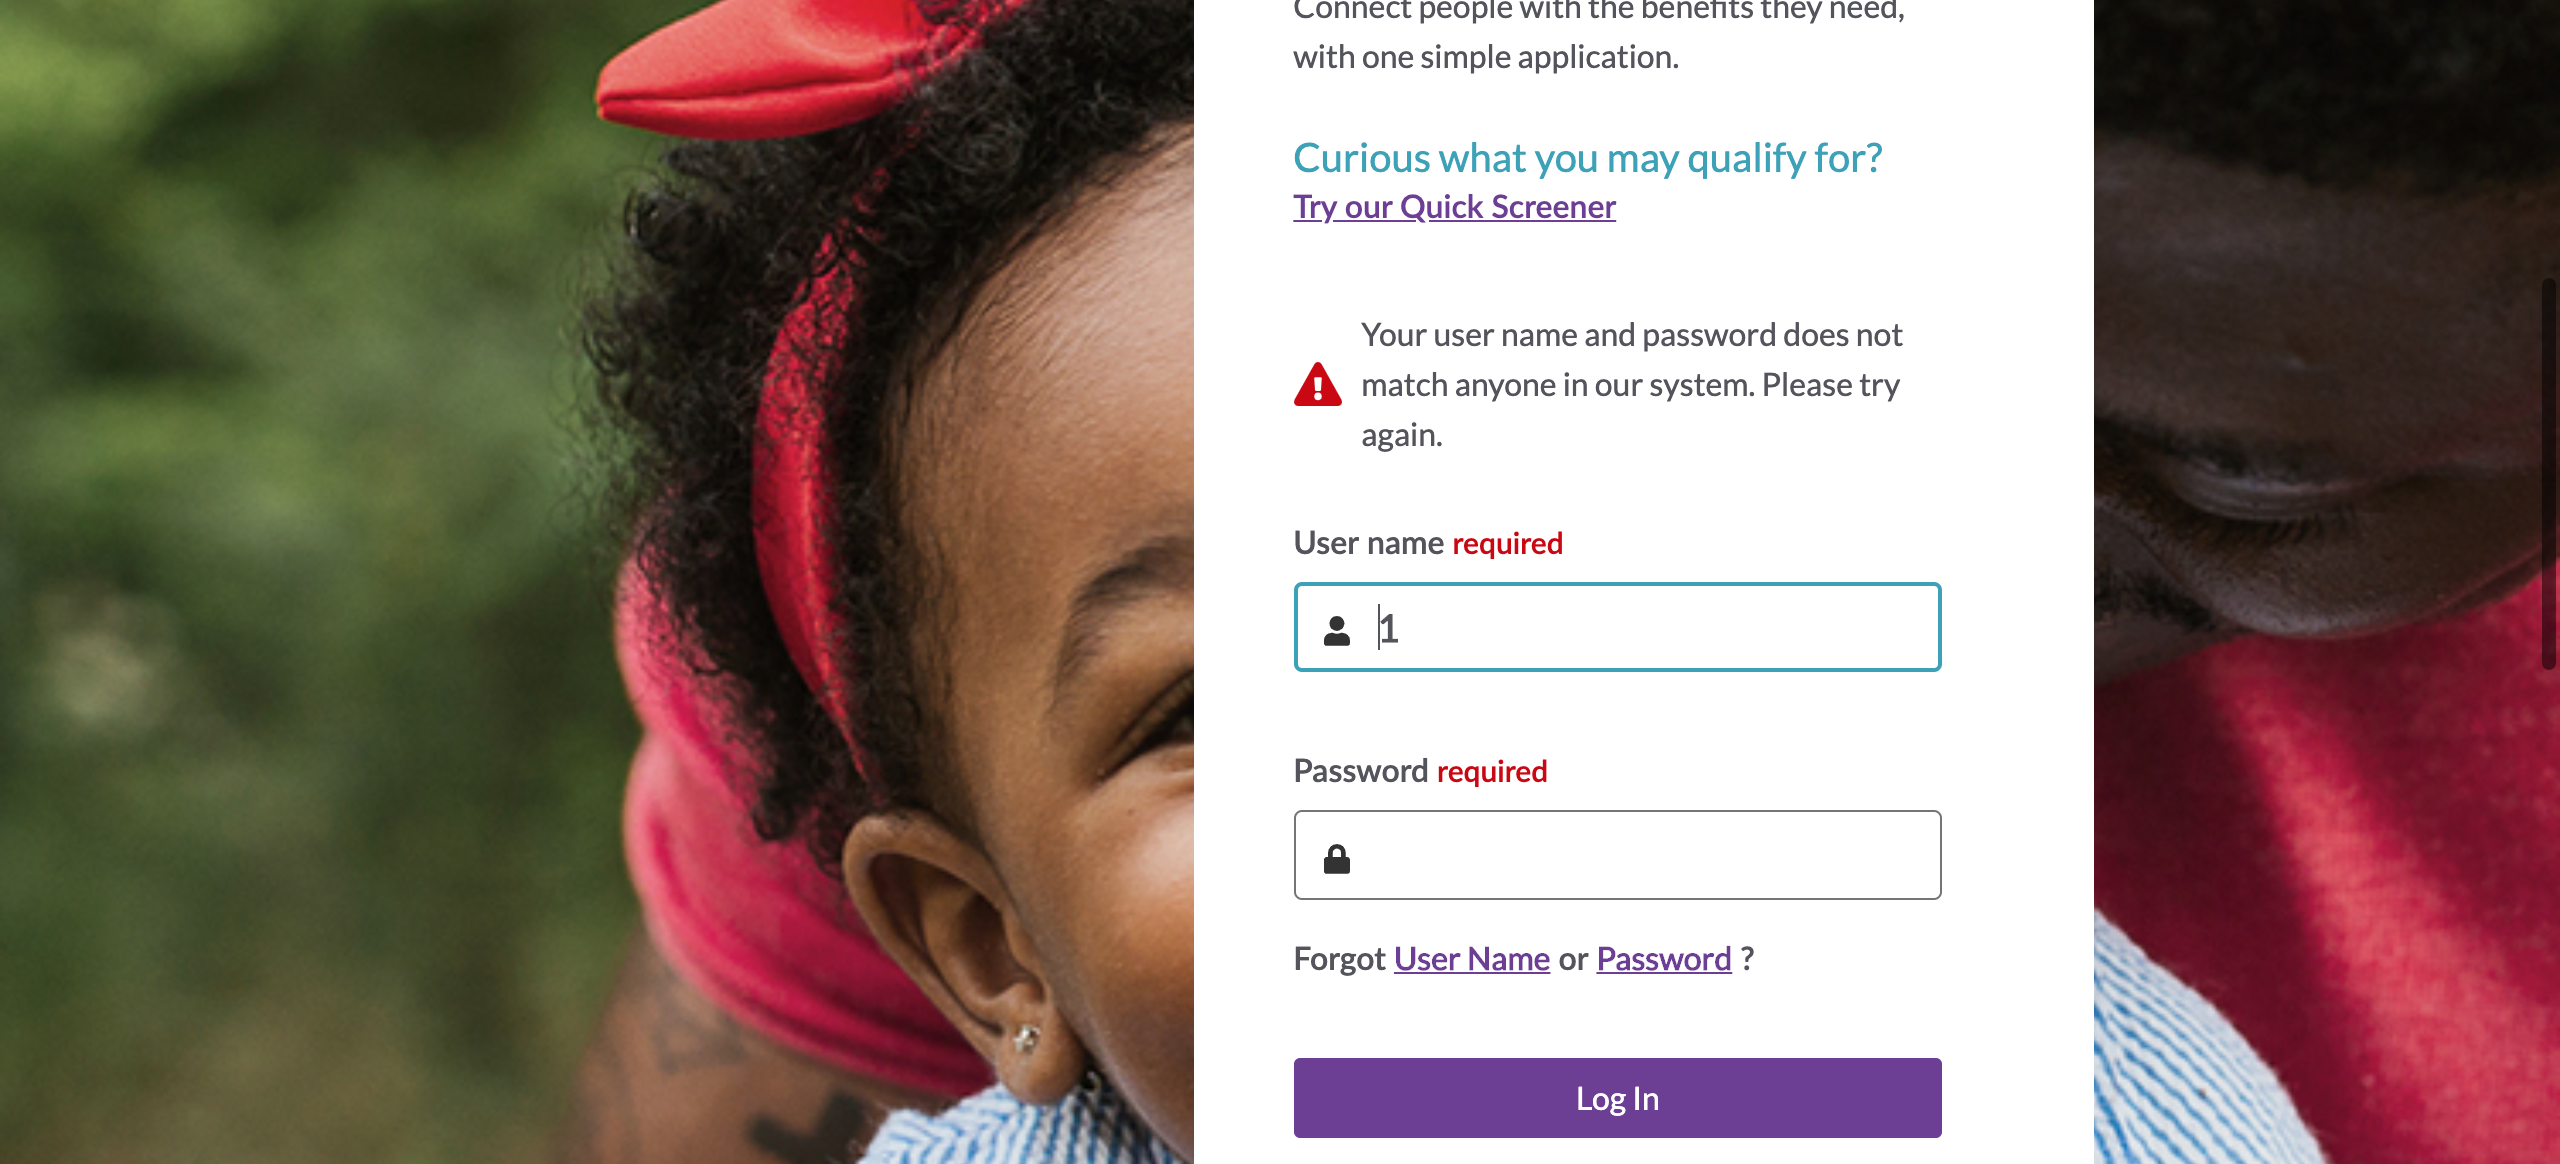 Connect people with the benefits they need,
with one simple application.
Curious what you may qualify for?
Try our Quick Screener
Your user name and password does not
match anyone in our system. Please try
again.
User name required
1
Password required
Forgot User Name or Password ?
Log In